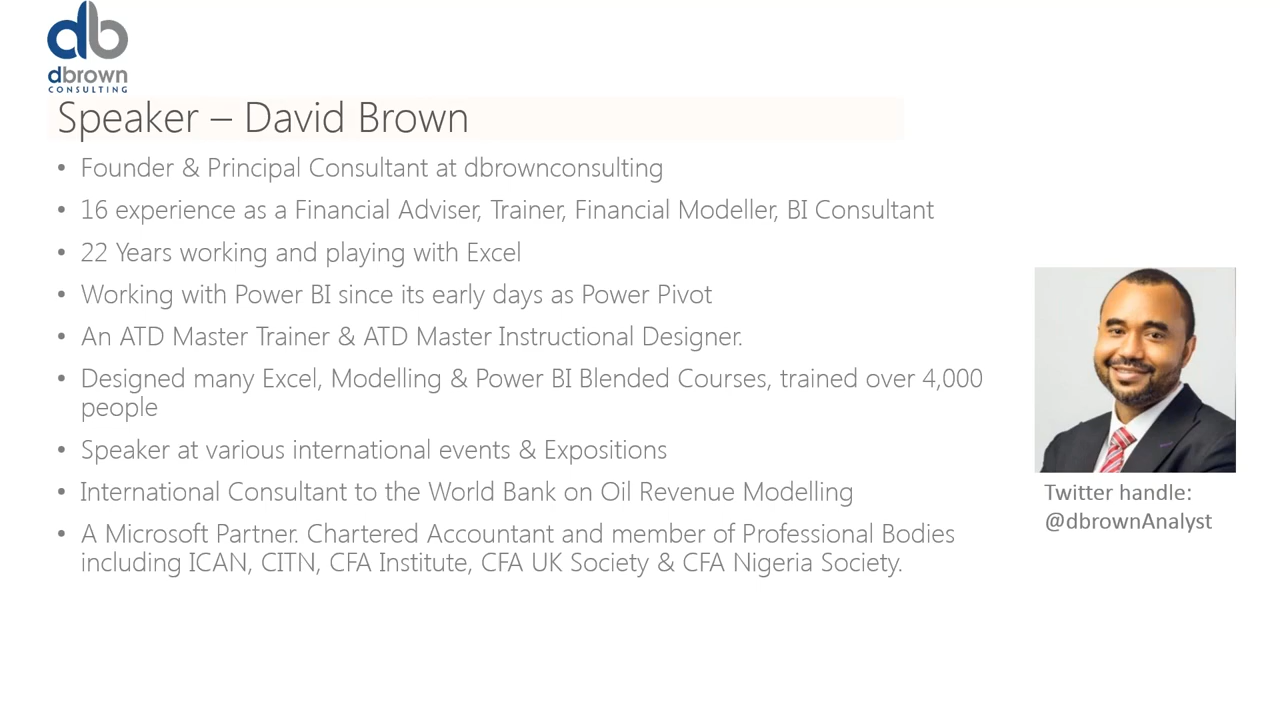 db
dbrown
CONSULTING
Speaker – David Brown
• Founder & Principal Consultant at dbrownconsulting
• 16 experience as a Financial Adviser, Trainer, Financial Modeller, BI Consultant
• 22 Years working and playing with Excel
• Working with Power BI since its early days as Power Pivot
• An ATD Master Trainer & ATD Master Instructional Designer.
• Designed many Excel, Modelling & Power BI Blended Courses, trained over 4,000
people
• Speaker at various international events & Expositions
• International Consultant to the World Bank on Oil Revenue Modelling
• A Microsoft Partner. Chartered Accountant and member of Professional Bodies
including ICAN, CITN, CFA Institute, CFA UK Society & CFA Nigeria Society.
Twitter handle:
@dbrownAnalyst